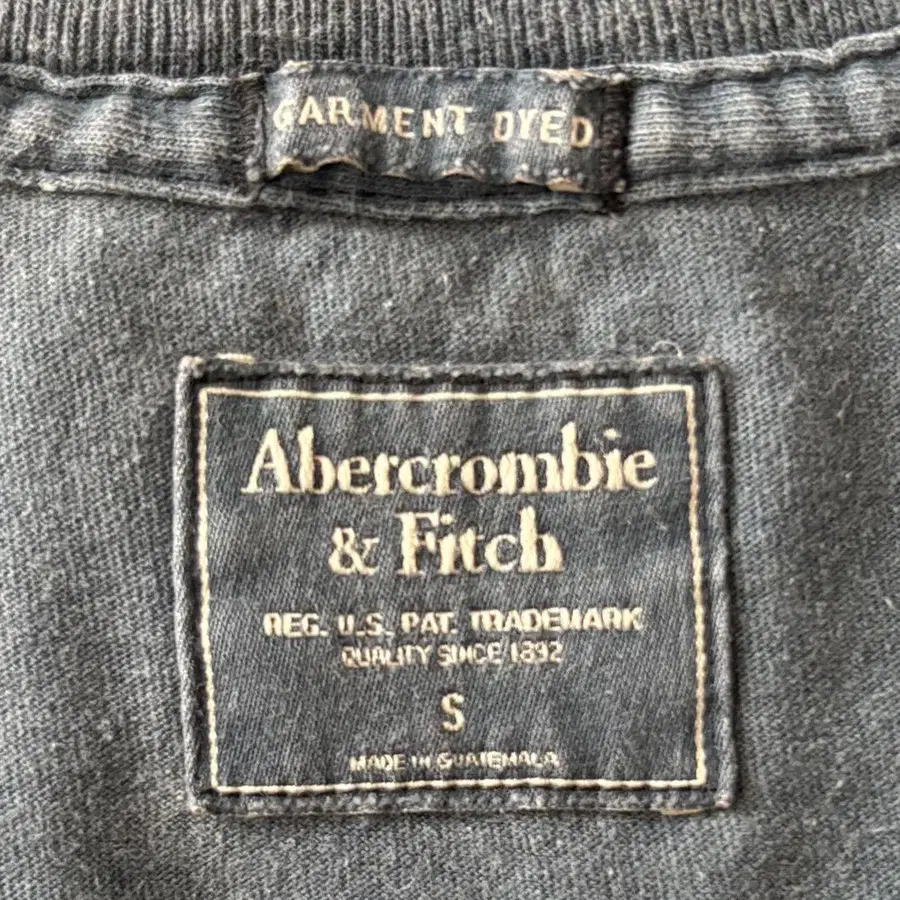 GARMENT DYED
Abercrombie
& Fitch
REG. U.S. PAT. TRADEMARK
QUALITY SINCE 1892
S
MADE IN GUATEMALA